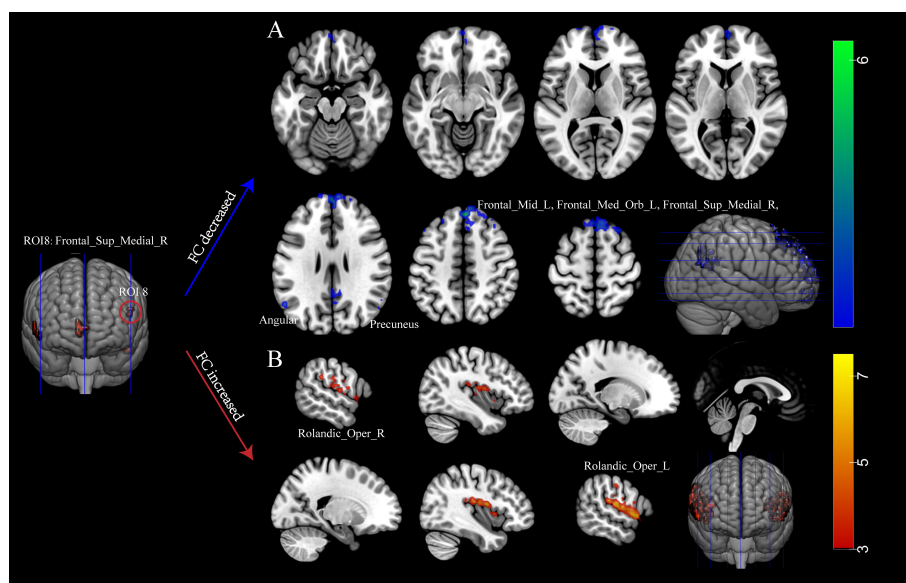 A
6
Frontal_Mid_L, Frontal_Med_Orb_L, Frontal_Sup_Medial_R,
FC decreased
ROI8: Frontal_Sup_Medial_R
ROI 8
Angular
Precuneus
B
FC increased
7
5
3
Rolandic_Oper_R
Rolandic_Oper_L